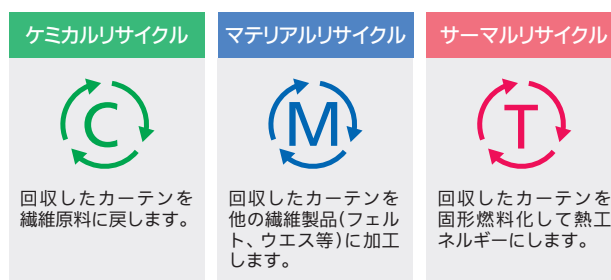 ケミカルリサイクル
C
回収したカーテンを
繊維原料に戻します。
マテリアルリサイクル
M
回収したカーテンを
他の繊維製品(フェル
ト、ウエス等)に加工
します。
サーマルリサイクル
T
回収したカーテンを
固形燃料化して熱エ
ネルギーにします。